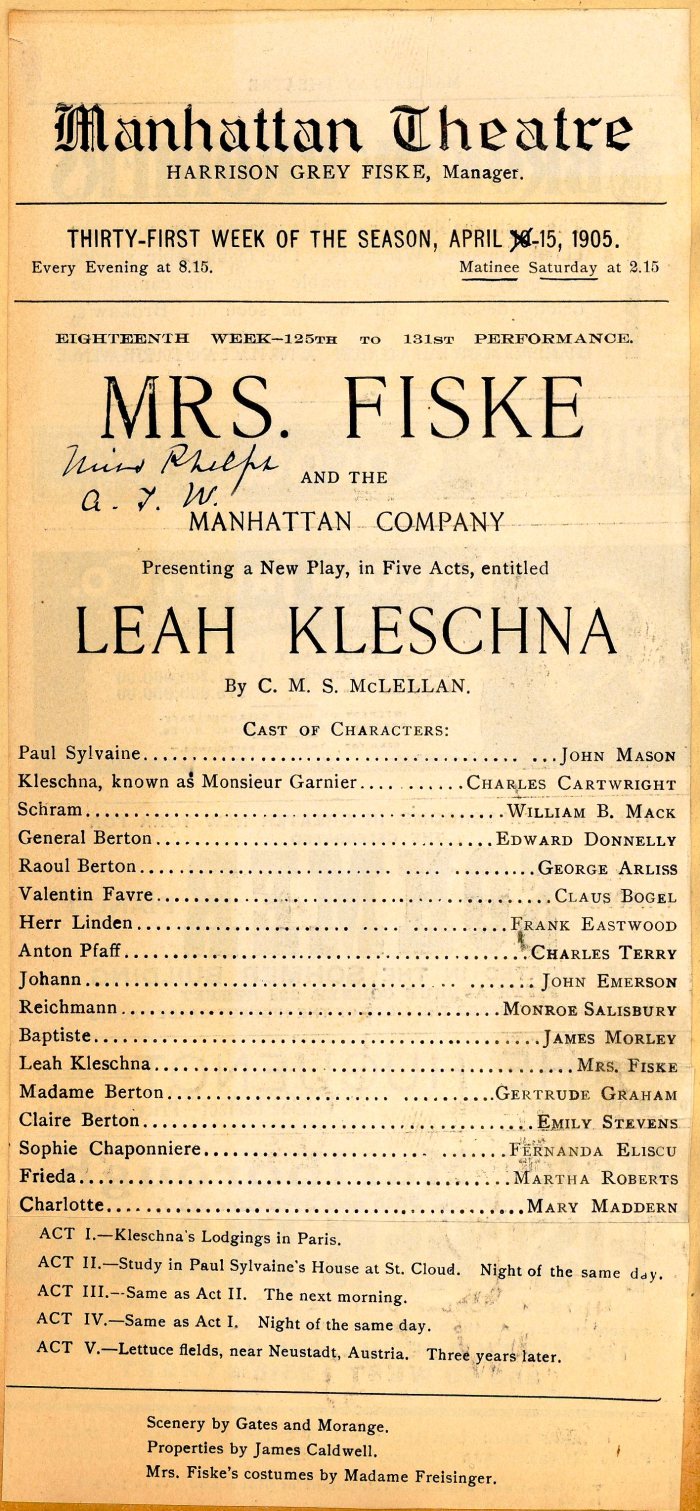 Manhattan Theatre
HARRISON GREY FISKE, Manager.
THIRTY-FIRST WEEK OF THE SEASON, APRIL 10-15, 1905.
Every Evening at 8.15. Matinee Saturday at 2.15
EIGHTEENTH WEEK—125TH TO 131ST PERFORMANCE.
MRS. FISKE
Miss Phelps
AND THE
A. T. W.
MANHATTAN COMPANY
Presenting a New Play, in Five Acts, entitled
LEAH KLESCHNA
By C. M. S. McLELLAN.
CAST OF CHARACTERS:
Paul Sylvaine........................................JOHN MASON
Kleschna, known as Monsieur Garnier.... ......CHARLES CARTWRIGHT
Schram..........................................WILLIAM B. MACK
General Berton..................................EDWARD DONNELLY
Raoul Berton......................... .... .........GEORGE ARLISS
Valentin Favre.......................................CLAUS BOGEL
Herr Linden..................... .... .........FRANK EASTWOOD
Anton Pfaff........................................CHARLES TERRY
Johann.................................. .. .......JOHN EMERSON
Reichmann......................................MONROE SALISBURY
Baptiste............................................JAMES MORLEY
Leah Kleschna..........................................MRS. FISKE
Madame Berton....................... .........GERTRUDE GRAHAM
Claire Berton.......................................EMILY STEVENS
Sophie Chaponniere........................ .......FERNANDA ELISCU
Frieda............................................MARTHA ROBERTS
Charlotte..........................................MARY MADDERN
ACT I.—Kleschna's Lodgings in Paris.
ACT II.—Study in Paul Sylvaine's House at St. Cloud. Night of the same day.
ACT III.--Same as Act II. The next morning.
ACT IV.—Same as Act I. Night of the same day.
ACT V.—Lettuce fields, near Neustadt, Austria. Three years later.
Scenery by Gates and Morange.
Properties by James Caldwell.
Mrs. Fiske's costumes by Madame Freisinger.